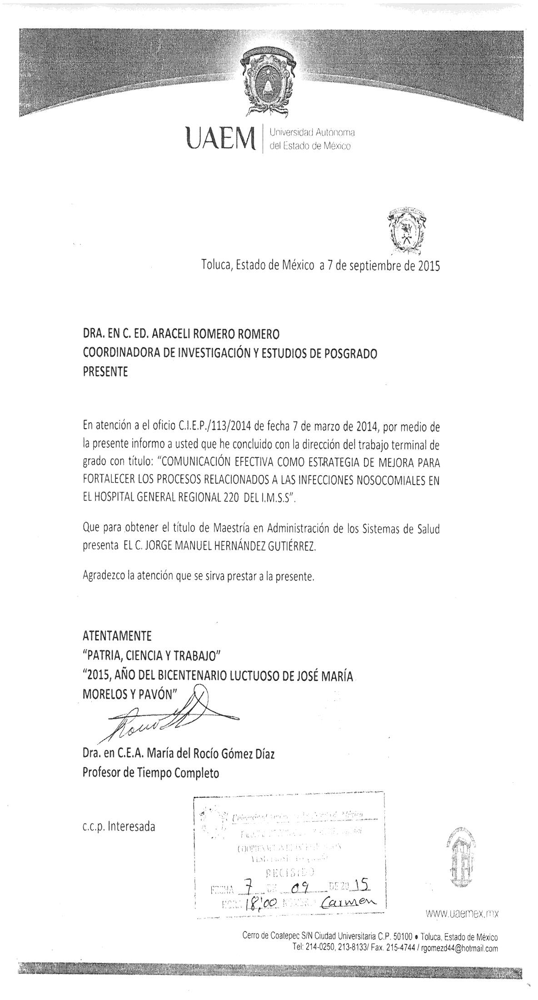 UAEM
Universidad Autónoma
del Estado de México
Toluca, Estado de México a 7 de septiembre de 2015
DRA. EN C. ED. ARACELI ROMERO ROMERO
COORDINADORA DE INVESTIGACIÓN Y ESTUDIOS DE POSGRADO
PRESENTE
En atención a el oficio C.I.E.P./113/2014 de fecha 7 de marzo de 2014, por medio de
la presente informo a usted que he concluido con la dirección del trabajo terminal de
grado con título: “COMUNICACIÓN EFECTIVA COMO ESTRATEGIA DE MEJORA PARA
FORTALECER LOS PROCESOS RELACIONADOS A LAS INFECCIONES NOSOCOMIALES EN
EL HOSPITAL GENERAL REGIONAL 220 DEL I.M.S.S”.
Que para obtener el título de Maestría en Administración de los Sistemas de Salud
presenta EL C. JORGE MANUEL HERNÁNDEZ GUTIÉRREZ.
Agradezco la atención que se sirva prestar a la presente.
ATENTAMENTE
“PATRIA, CIENCIA Y TRABAJO”
“2015, AÑO DEL BICENTENARIO LUCTUOSO DE JOSÉ MARÍA
MORELOS Y PAVÓN”
Dra. en C.E.A. María del Rocío Gómez Díaz
Profesor de Tiempo Completo
c.c.p. Interesada
Universidad México
RECIBIDO
FECHA 7 DE 09 DE 20 15
HORA 18:00 NOMBRE Carmen
www.uaemex.mx
Cerro de Coatepec S/N Ciudad Universitaria C.P. 50100 • Toluca, Estado de México
Tel: 214-0250, 213-8133/ Fax. 215-4744 / rgomezd44@hotmail.com